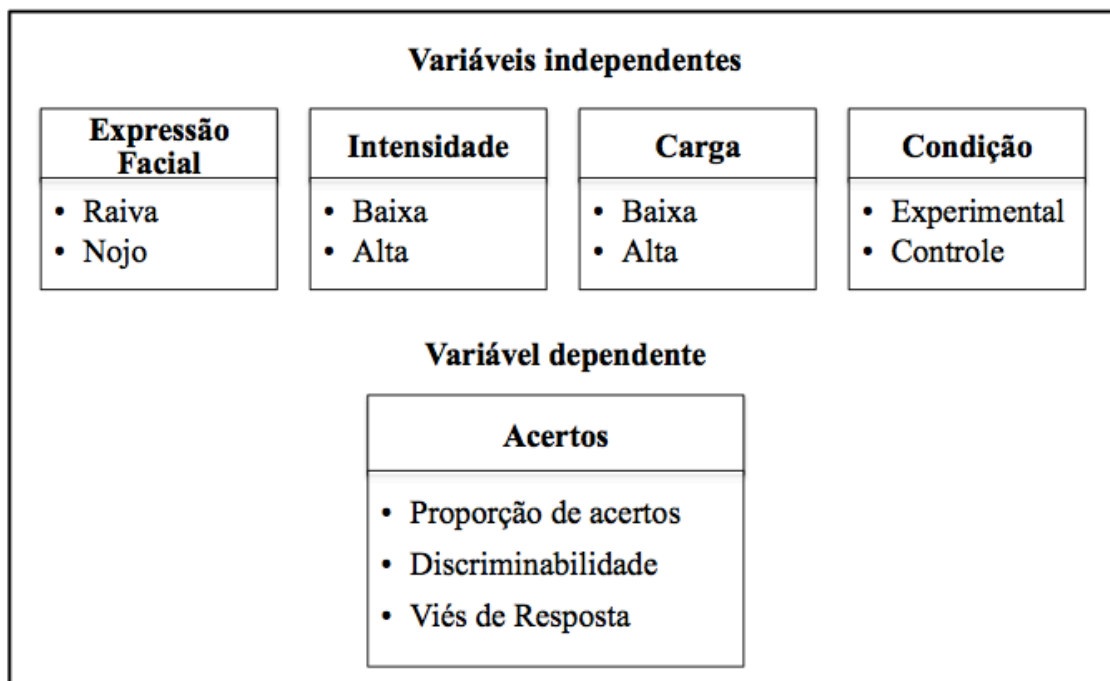 Variáveis independentes
Expressão
Facial
• Raiva
• Nojo
Intensidade
• Baixa
• Alta
Carga
• Baixa
• Alta
Condição
• Experimental
• Controle
Variável dependente
Acertos
• Proporção de acertos
• Discriminabilidade
• Viés de Resposta